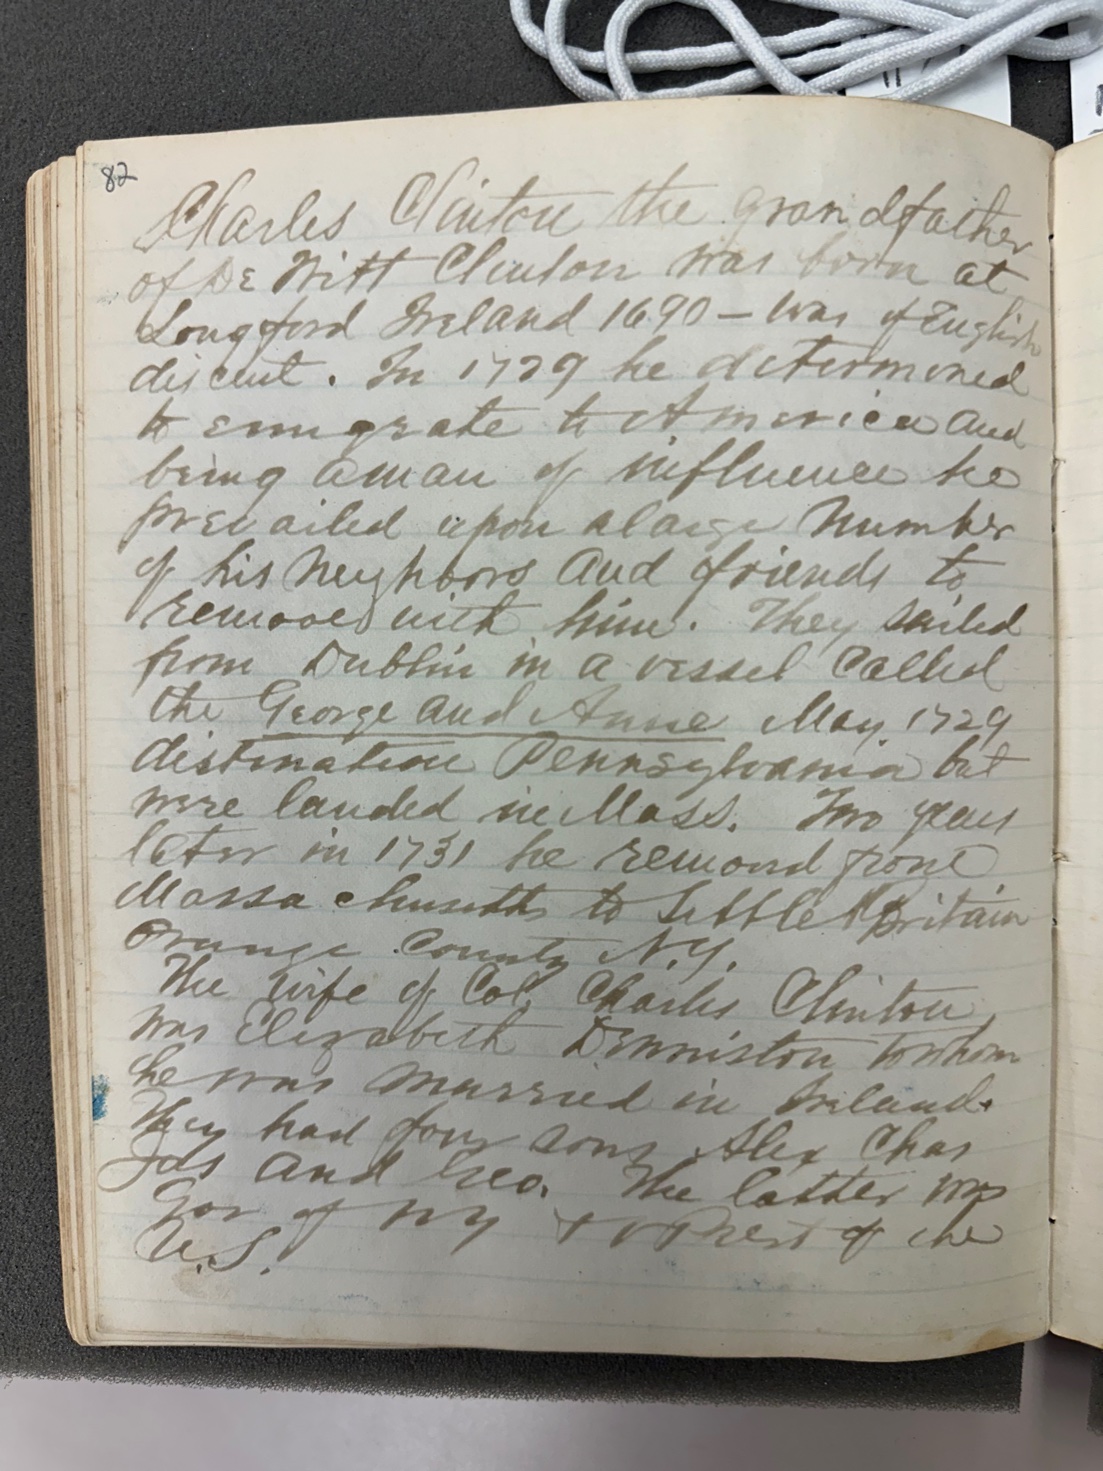 82
Charles Clinton the grandfather
of De Witt Clinton was born at
Longford Ireland 1690 – was of English
discent. In 1729 he determined
to emigrate to America and
being a man of influence he
prevailed upon a large number
of his neighbors and friends to
remove with him. They sailed
from Dublin in a vessel called
the George and Anne May 1729
distination Pennsylvania but
were landed in Mass. Two years
later in 1731 he removed from
Massachusetts to Little Britain
Orange County N.Y.
The wife of Col. Charles Clinton
was Elizabeth Denniston to whom
he was married in Ireland.
They had four sons Alex Chas
Jas and Geo. The latter was
Gov of NY + V Prest of the
U.S.